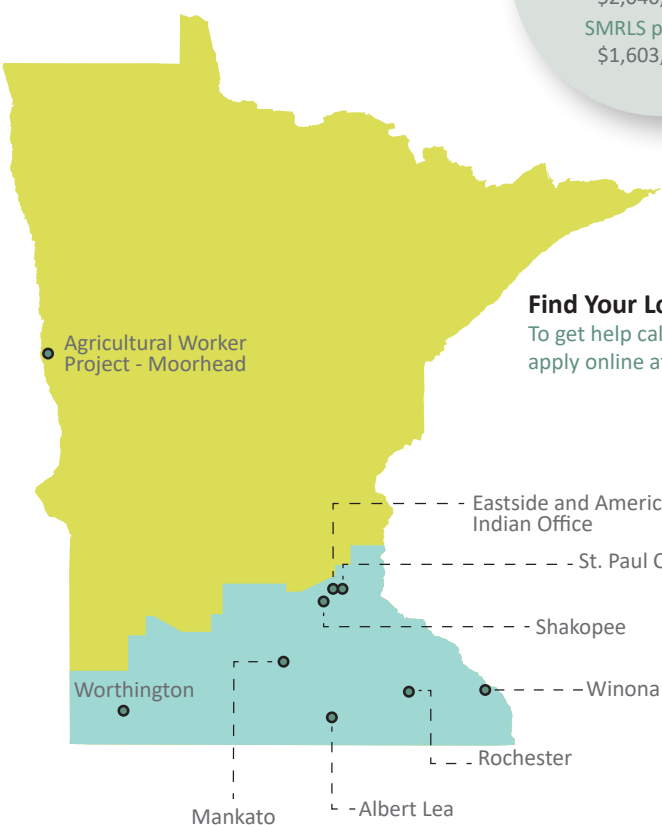 SMRLS p
$1,603,
Find Your Lo
To get help cal
apply online at
Agricultural Worker
Project - Moorhead
Eastside and Americ
Indian Office
St. Paul O
Shakopee
Worthington
Winona
Rochester
Albert Lea
Mankato